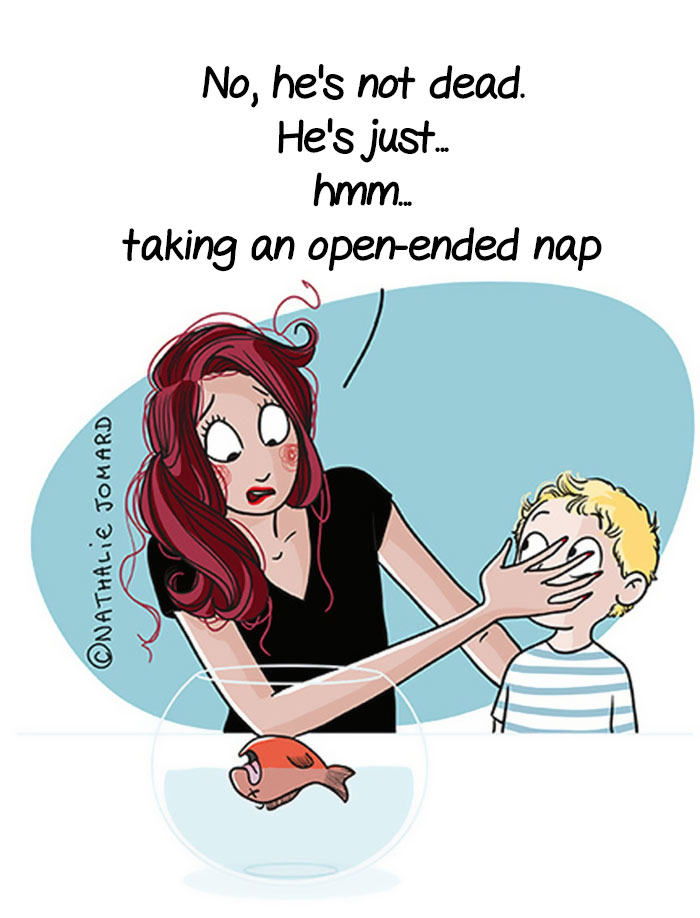 No, he's not dead.
He's just...
hmm...
taking an open-ended nap
©NATHALiE JOMARD